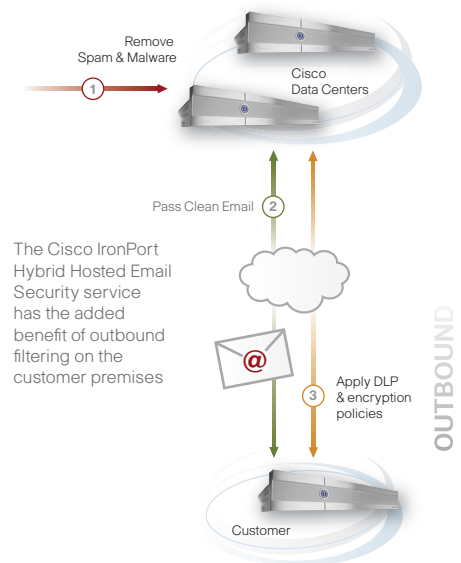 Remove
Spam & Malware
1
Cisco
Data Centers
Pass Clean Email
2
The Cisco IronPort
Hybrid Hosted Email
Security service
has the added
benefit of outbound
filtering on the
customer premises
@
3
Apply DLP
& encryption
policies
OUTBOUND
Customer